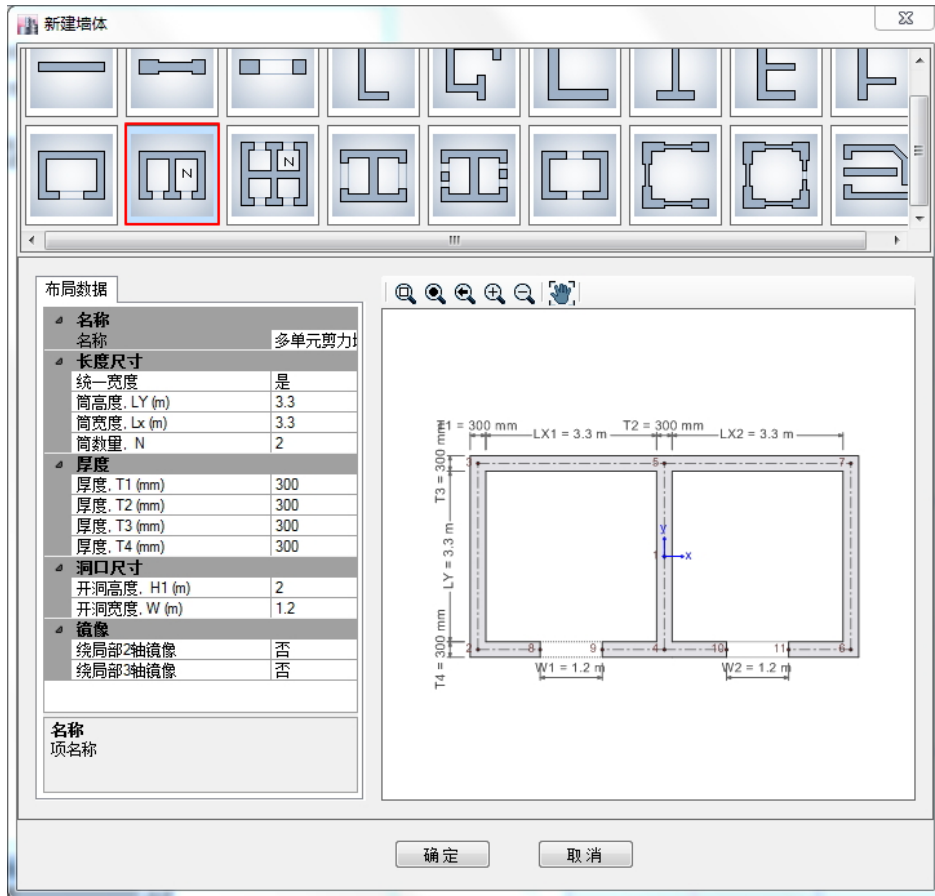 新建墙体
N
N
布局数据
名称
名称 多单元剪力
长度尺寸
统一宽度 是
筒高度, LY (m) 3.3
筒宽度, Lx (m) 3.3
筒数量, N 2
厚度
厚度, T1 (mm) 300
厚度, T2 (mm) 300
厚度, T3 (mm) 300
厚度, T4 (mm) 300
洞口尺寸
开洞高度, H1 (m) 2
开洞宽度, W (m) 1.2
镜像
绕局部2轴镜像 否
绕局部3轴镜像 否
名称
项名称
T1 = 300 mm
T2 = 300 mm
LX1 = 3.3 m
LX2 = 3.3 m
T3 = 300 mm
3
5
7
y
LY = 3.3 m
1
x
T4 = 300 mm
2
8
9
4
10
11
6
W1 = 1.2 m
W2 = 1.2 m
确定
取消